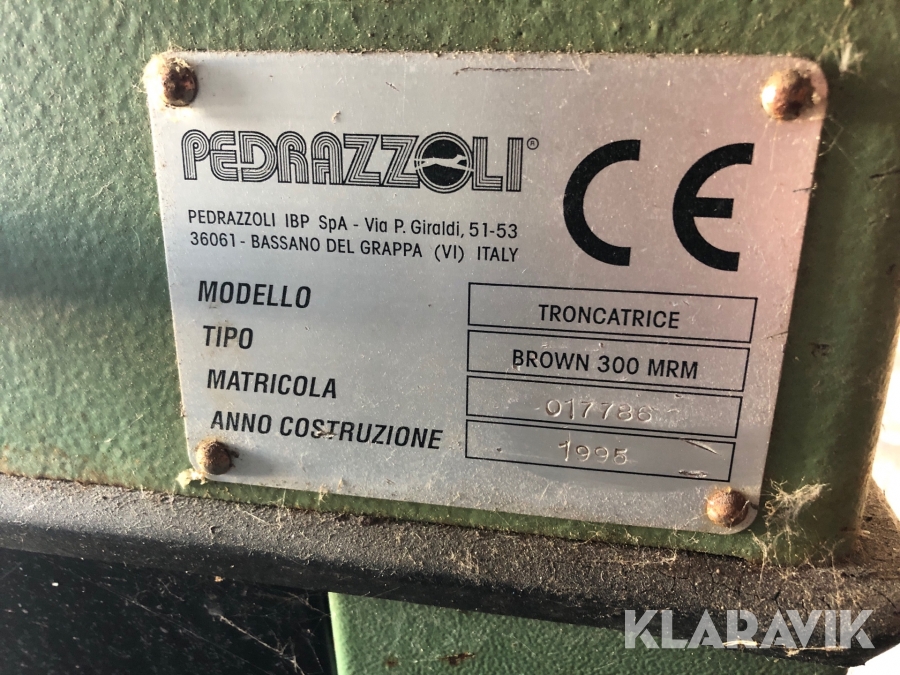 PEDRAZZOLI®
CE
PEDRAZZOLI IBP SpA - Via P. Giraldi, 51-53
36061 - BASSANO DEL GRAPPA (VI) ITALY
MODELLO TRONCATRICE
TIPO BROWN 300 MRM
MATRICOLA 017786
ANNO COSTRUZIONE 1995
KLARAVIK